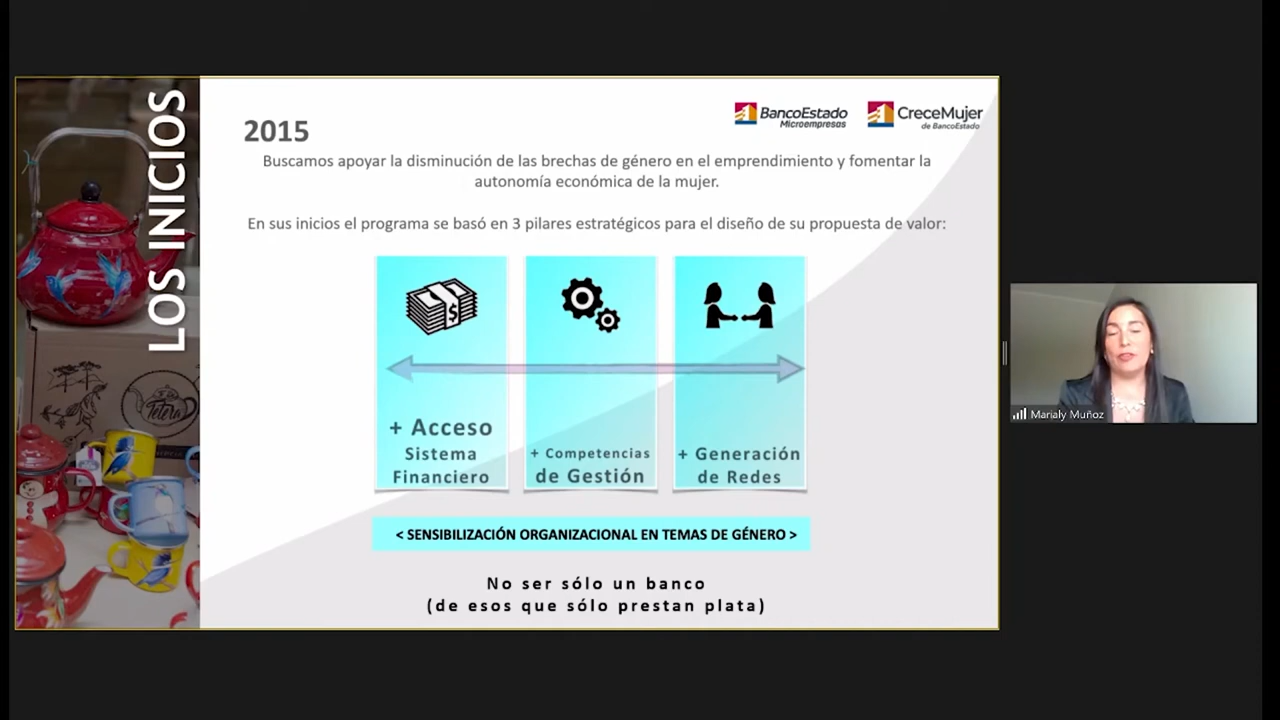 LOS INICIOS
2015
BancoEstado
Microempresas
CreceMujer
de BancoEstado
Buscamos apoyar la disminución de las brechas de género en el emprendimiento y fomentar la
autonomía económica de la mujer.
En sus inicios el programa se basó en 3 pilares estratégicos para el diseño de su propuesta de valor:
$
+ Acceso
Sistema
Financiero
+ Competencias
de Gestión
+ Generación
de Redes
< SENSIBILIZACIÓN ORGANIZACIONAL EN TEMAS DE GÉNERO >
No ser sólo un banco
(de esos que sólo prestan plata)
Tetera
Marialy Muñoz